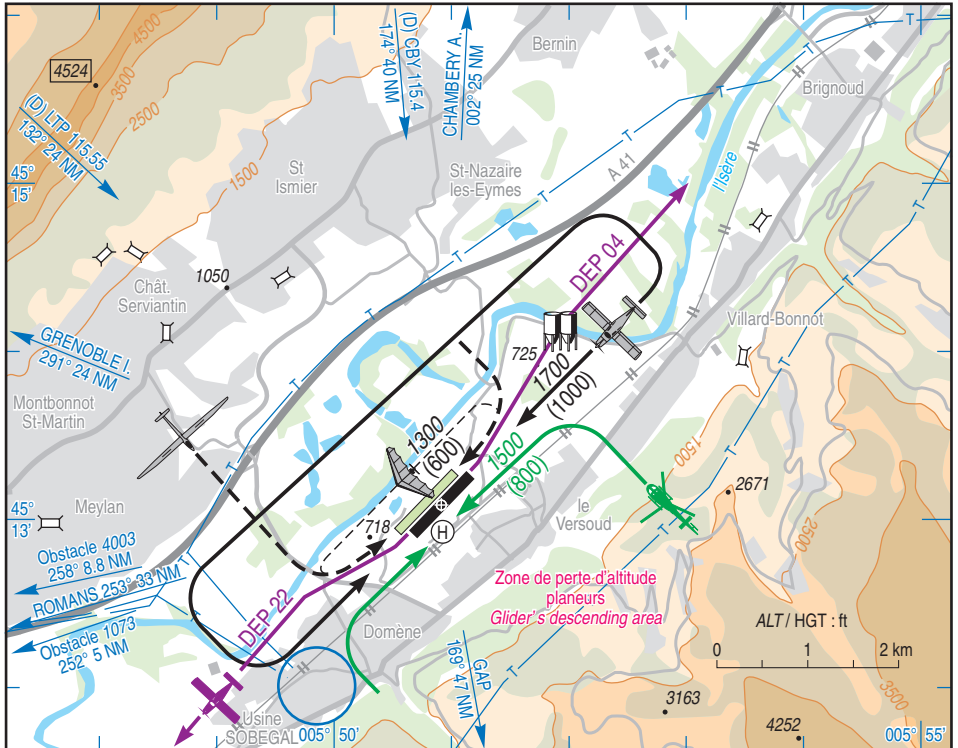 4524
4500
3500
2500
1500
(D) LTP 115.55
132° 24 NM
(D) CBY 115.4
174° 40 NM
CHAMBERY A.
002° 25 NM
Bernin
Brignoud
45°
15'
St
Ismier
St-Nazaire
les-Eymes
A 41
l'Isère
T
T
T
T
T
T
T
T
T
T
T
T
1050
Chât.
Serviantin
DEP 04
GRENOBLE I.
291° 24 NM
725
Villard-Bonnot
1700
(1000)
Montbonnot
St-Martin
1300
(600)
1500
(800)
1500
2671
Meylan
45°
13'
718
H
le
Versoud
2500
Obstacle 4003
258° 8.8 NM
ROMANS 253° 33 NM
Obstacle 1073
252° 5 NM
Zone de perte d'altitude
planeurs
Glider's descending area
DEP 22
Domène
ALT / HGT : ft
0 1 2 km
GAP
169° 47 NM
3163
3500
4252
Usine
SOBEGAL
005° 50'
005° 55'